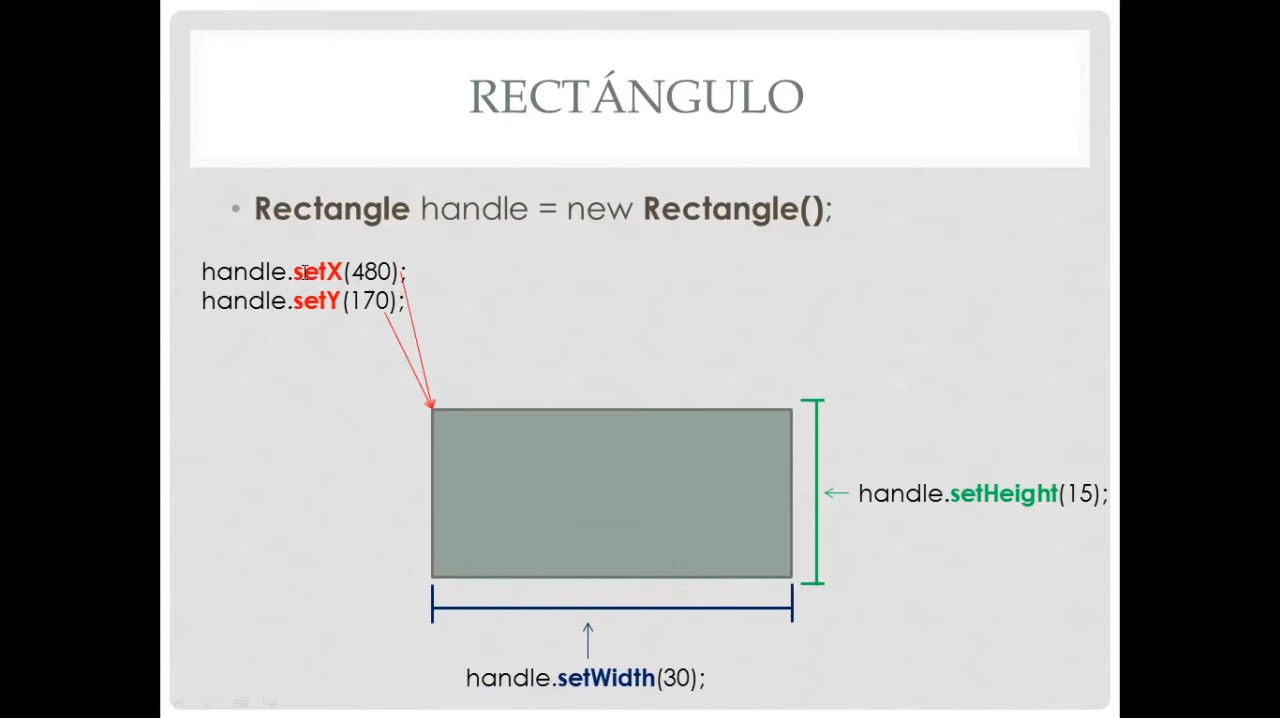 RECTÁNGULO
• Rectangle handle = new Rectangle();
handle.setX(480);
handle.setY(170);
handle.setHeight(15);
handle.setWidth(30);